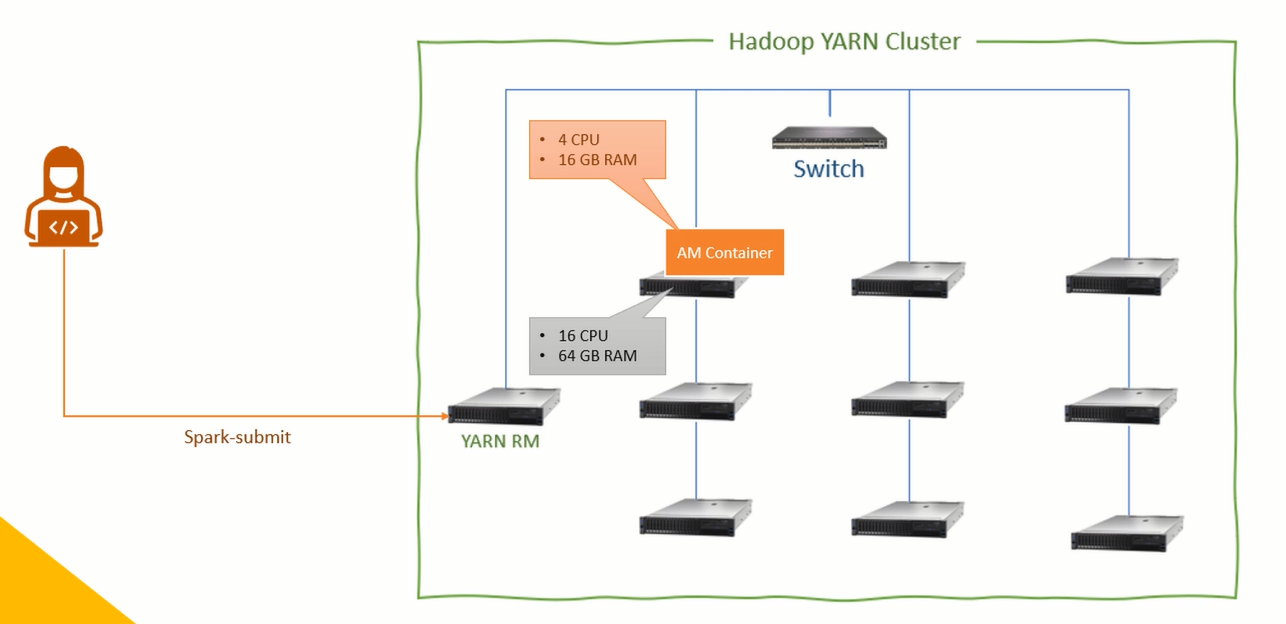 Hadoop YARN Cluster
• 4 CPU
• 16 GB RAM
Switch
AM Container
</>
• 16 CPU
• 64 GB RAM
YARN RM
Spark-submit